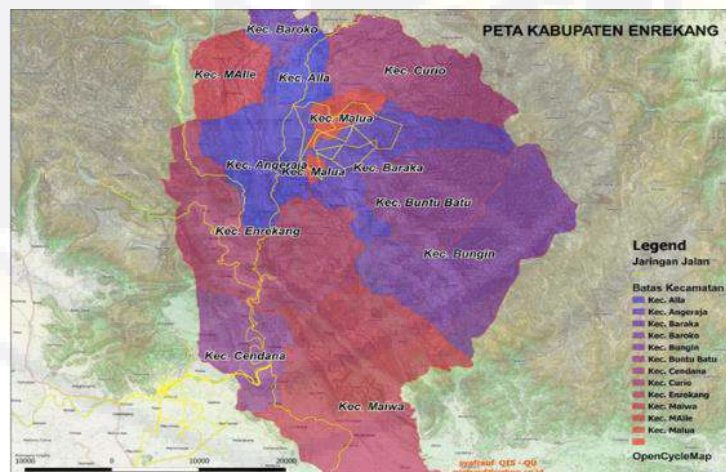 PETA KABUPATEN ENREKANG
Kec. Baroko
Kec. MAlle
Kec. Alla
Kec. Curio
Kec. Malua
Kec. Angeraja
Kec. Malua
Kec. Baraka
Kec. Buntu Batu
Kec. Enrekang
Kec. Bungin
Kec. Cendana
Kec. Maiwa
Legend
Jaringan Jalan
Batas Kecamatan
Kec. Alla
Kec. Angeraja
Kec. Baraka
Kec. Baroko
Kec. Bungin
Kec. Buntu Batu
Kec. Cendana
Kec. Curio
Kec. Enrekang
Kec. Maiwa
Kec. MAlle
Kec. Malua
OpenCycleMap
10000 0 10000 20000